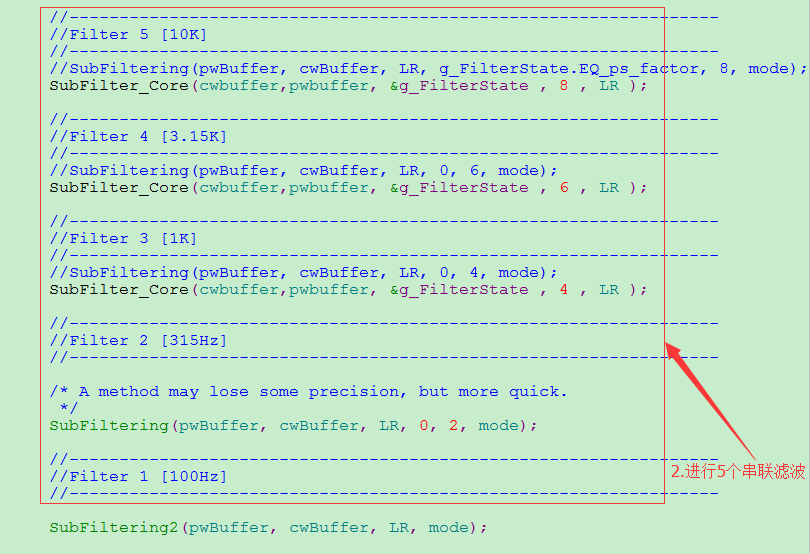 //-----------------------------------------------------------------
//Filter 5 [10K]
//-----------------------------------------------------------------
//SubFiltering(pwBuffer, cwBuffer, LR, g_FilterState.EQ_ps_factor, 8, mode);
SubFilter_Core(cwbuffer,pwbuffer, &g_FilterState , 8 , LR );
//-----------------------------------------------------------------
//Filter 4 [3.15K]
//-----------------------------------------------------------------
//SubFiltering(pwBuffer, cwBuffer, LR, 0, 6, mode);
SubFilter_Core(cwbuffer,pwbuffer, &g_FilterState , 6 , LR );
//-----------------------------------------------------------------
//Filter 3 [1K]
//-----------------------------------------------------------------
//SubFiltering(pwBuffer, cwBuffer, LR, 0, 4, mode);
SubFilter_Core(cwbuffer,pwbuffer, &g_FilterState , 4 , LR );
//-----------------------------------------------------------------
//Filter 2 [315Hz]
//-----------------------------------------------------------------
/* A method may lose some precision, but more quick.
*/
SubFiltering(pwBuffer, cwBuffer, LR, 0, 2, mode);
//-----------------------------------------------------------------
//Filter 1 [100Hz]
//-----------------------------------------------------------------
2.进行5个串联滤波
SubFiltering2(pwBuffer, cwBuffer, LR, mode);